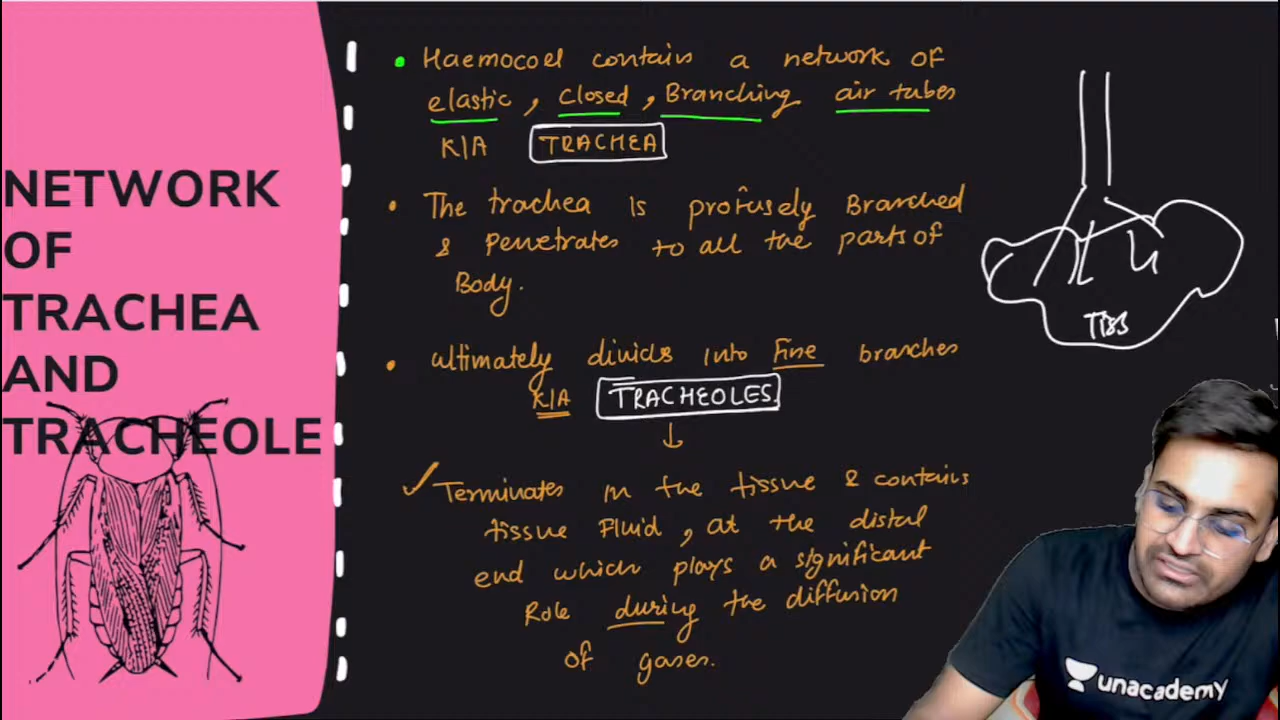 NETWORK
OF
TRACHEA
AND
TRACHEOLE
• Haemocoel contains a network of
elastic, closed, Branching air tubes
K/A TRACHEA
• The trachea is profusely Branched
& Penetrates to all the parts of
Body.
• ultimately divids into Fine branches
K/A TRACHEOLES.
↓
✓ Terminates in the tissue & contains
tissue Fluid, at the distal
end which plays a significant
Role during the diffusion
of gases.
Tiss
unacademy